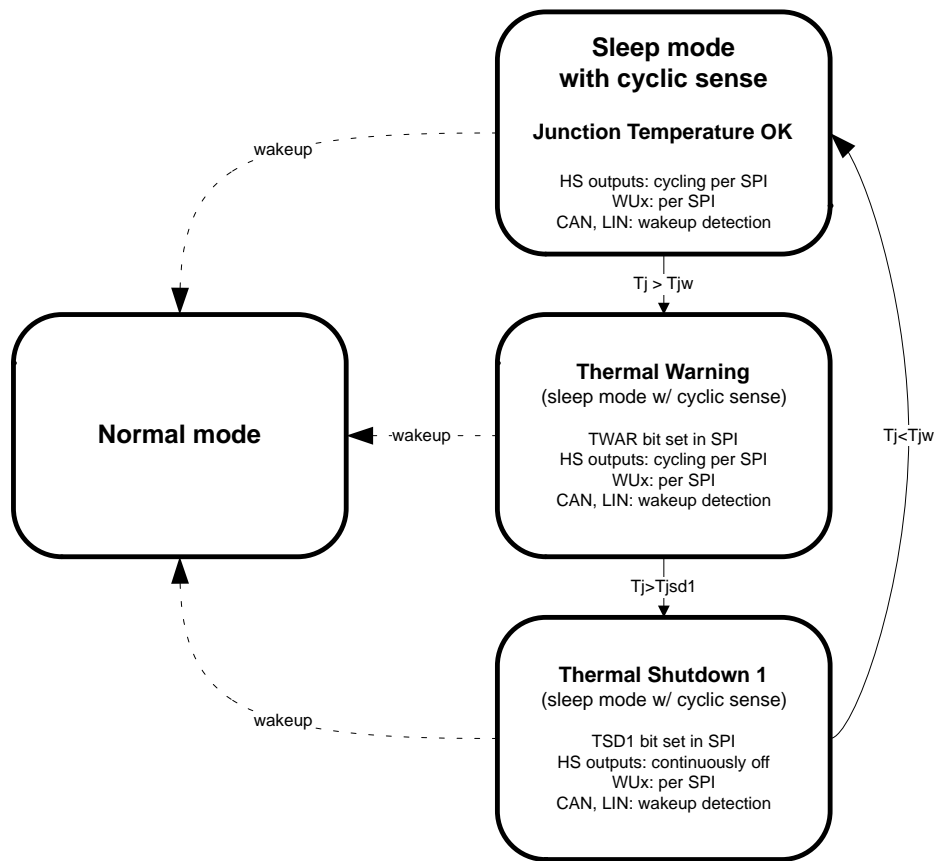 Sleep mode
with cyclic sense
Junction Temperature OK
HS outputs: cycling per SPI
WUx: per SPI
CAN, LIN: wakeup detection
wakeup
Tj > Tjw
Normal mode
wakeup
Thermal Warning
(sleep mode w/ cyclic sense)
TWAR bit set in SPI
HS outputs: cycling per SPI
WUx: per SPI
CAN, LIN: wakeup detection
Tj<Tjw
Tj>Tjsd1
Thermal Shutdown 1
(sleep mode w/ cyclic sense)
TSD1 bit set in SPI
HS outputs: continuously off
WUx: per SPI
CAN, LIN: wakeup detection
wakeup